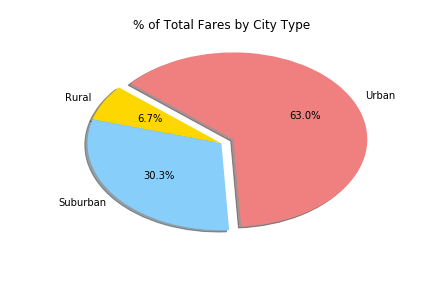 % of Total Fares by City Type
Urban
63.0%
Rural
6.7%
30.3%
Suburban